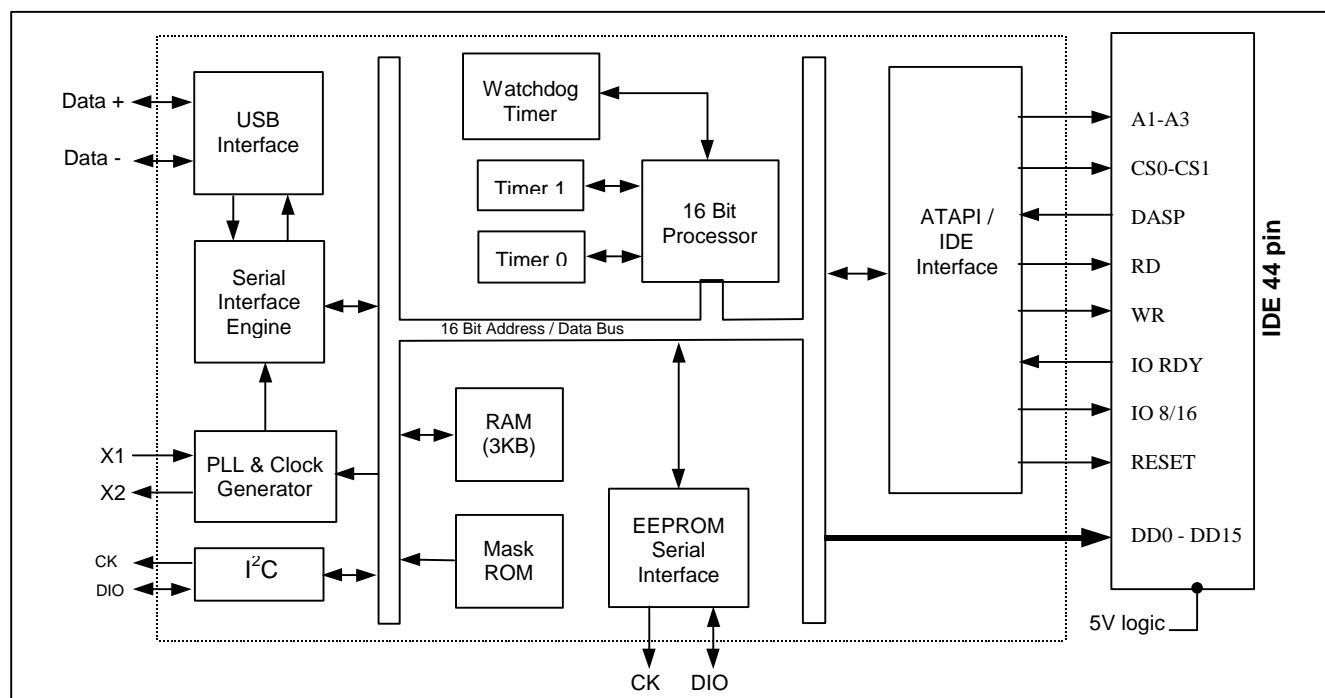 Data +
Data -
USB
Interface
Serial
Interface
Engine
X1
X2
PLL & Clock
Generator
CK
DIO
I²C
Watchdog
Timer
Timer 1
Timer 0
16 Bit
Processor
16 Bit Address / Data Bus
RAM
(3KB)
Mask
ROM
EEPROM
Serial
Interface
CK
DIO
ATAPI /
IDE
Interface
A1-A3
CS0-CS1
DASP
RD
WR
IO RDY
IO 8/16
RESET
DD0 - DD15
IDE 44 pin
5V logic